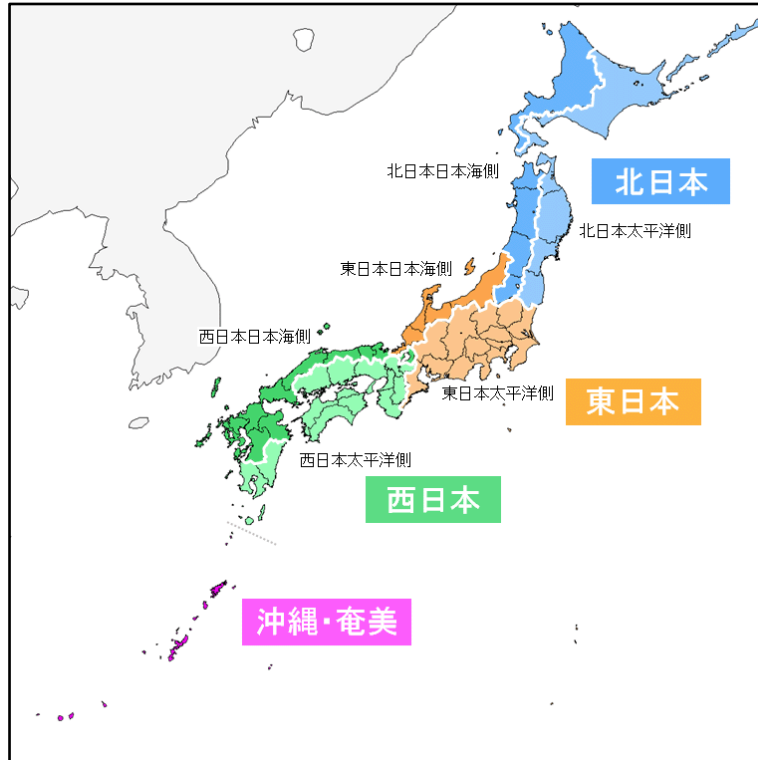 北日本日本海側
北日本
北日本太平洋側
東日本日本海側
西日本日本海側
東日本太平洋側
東日本
西日本太平洋側
西日本
沖縄・奄美